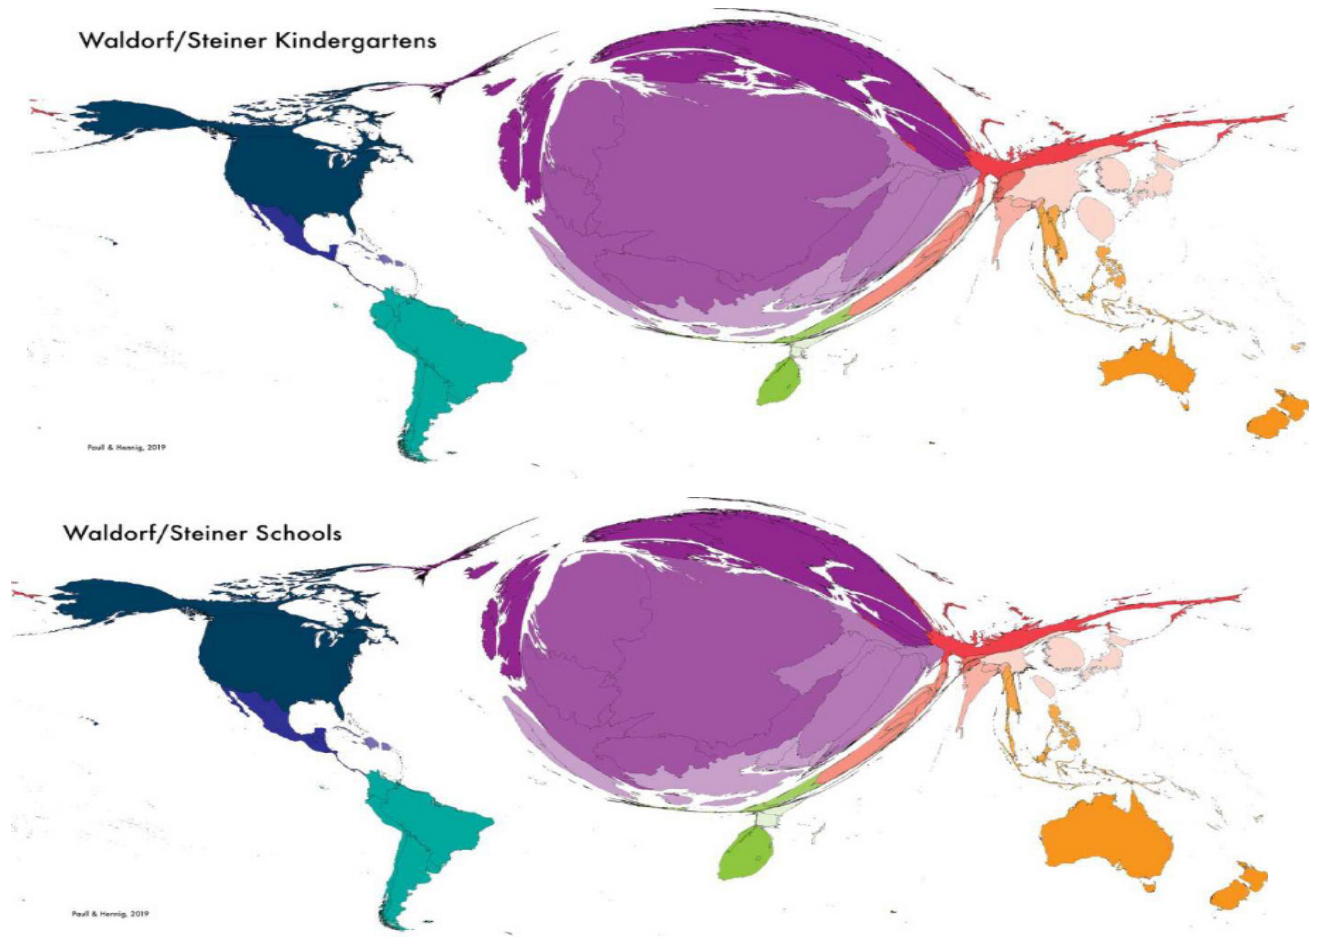 Waldorf/Steiner Kindergartens
Paull & Hennig, 2019
Waldorf/Steiner Schools
Paull & Hennig, 2019